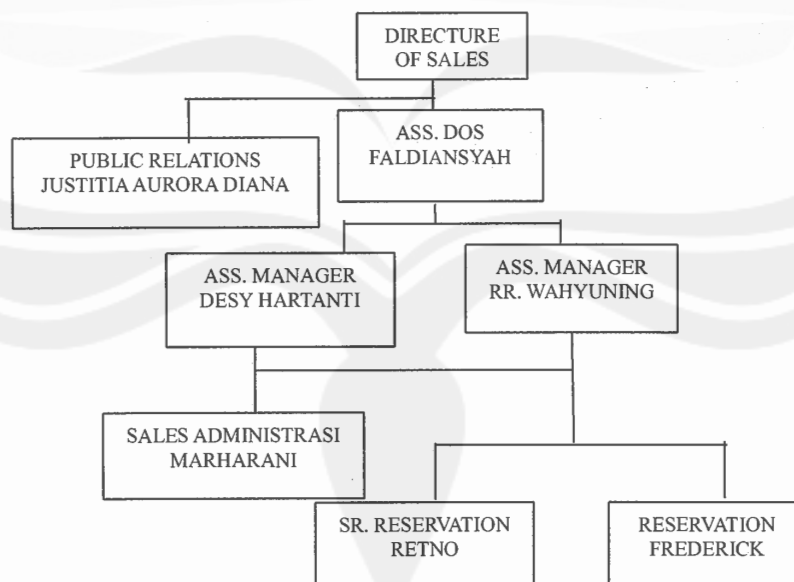 DIRECTURE
OF SALES
PUBLIC RELATIONS
JUSTITIA AURORA DIANA
ASS. DOS
FALDIANSYAH
ASS. MANAGER
DESY HARTANTI
ASS. MANAGER
RR. WAHYUNING
SALES ADMINISTRASI
MARHARANI
SR. RESERVATION
RETNO
RESERVATION
FREDERICK